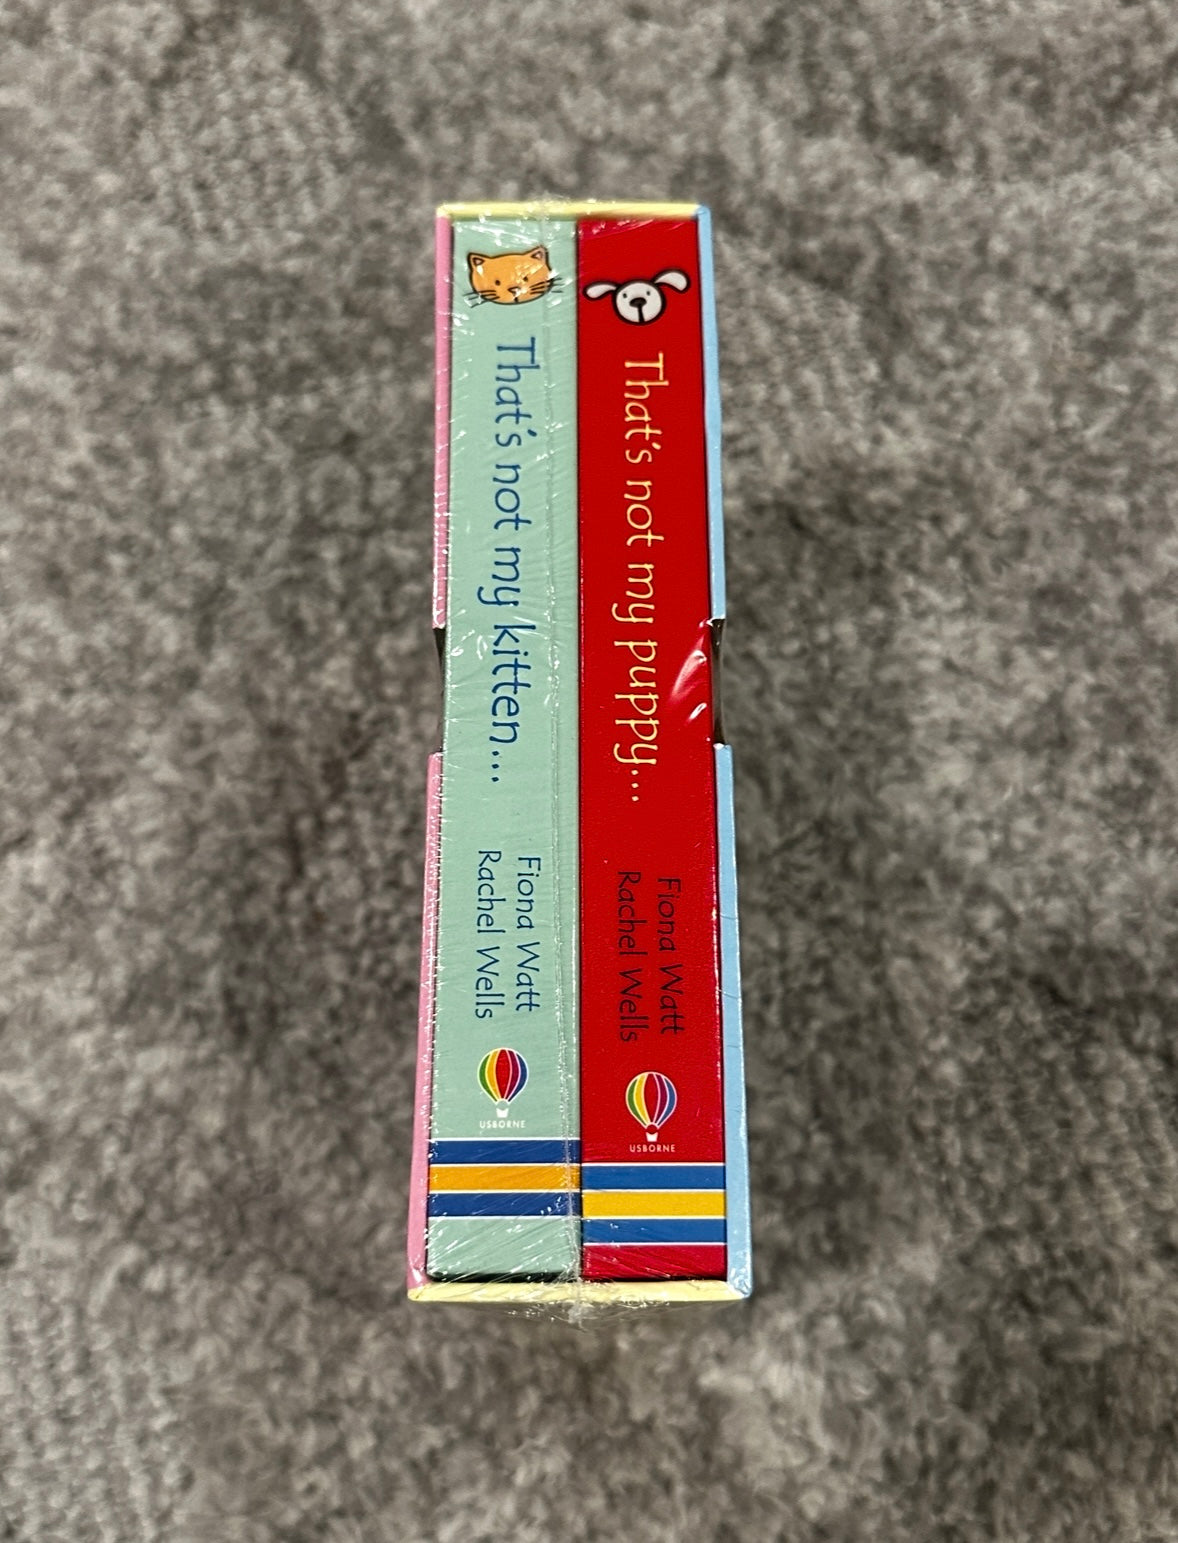 That's not my kitten...
Fiona Watt
Rachel Wells
USBORNE
That's not my puppy...
Fiona Watt
Rachel Wells
USBORNE